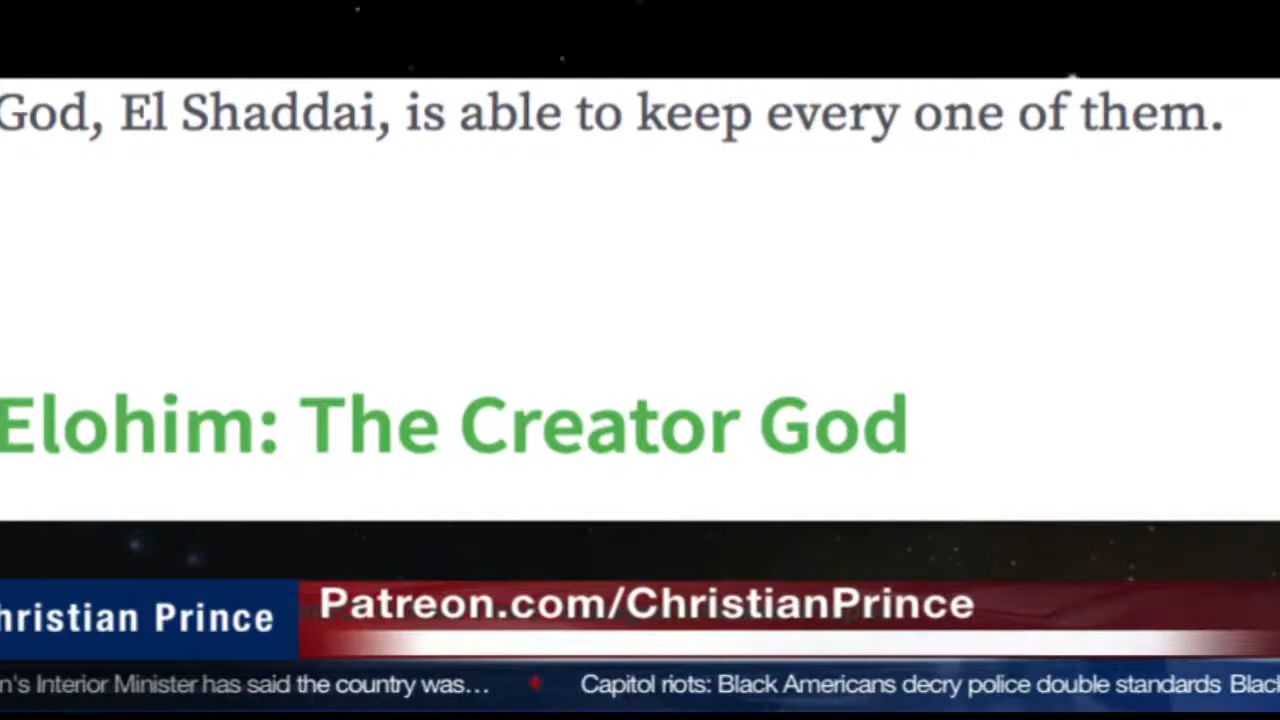 God, El Shaddai, is able to keep every one of them.
Elohim: The Creator God
hristian Prince
Patreon.com/ChristianPrince
n's Interior Minister has said the country was... Capitol riots: Black Americans decry police double standards Black